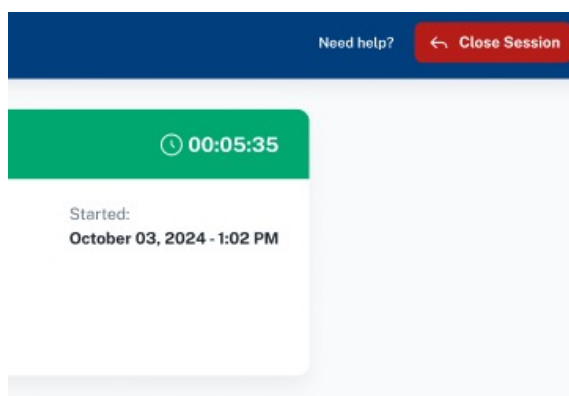 Need help?
Close Session
00:05:35
Started:
October 03, 2024 - 1:02 PM